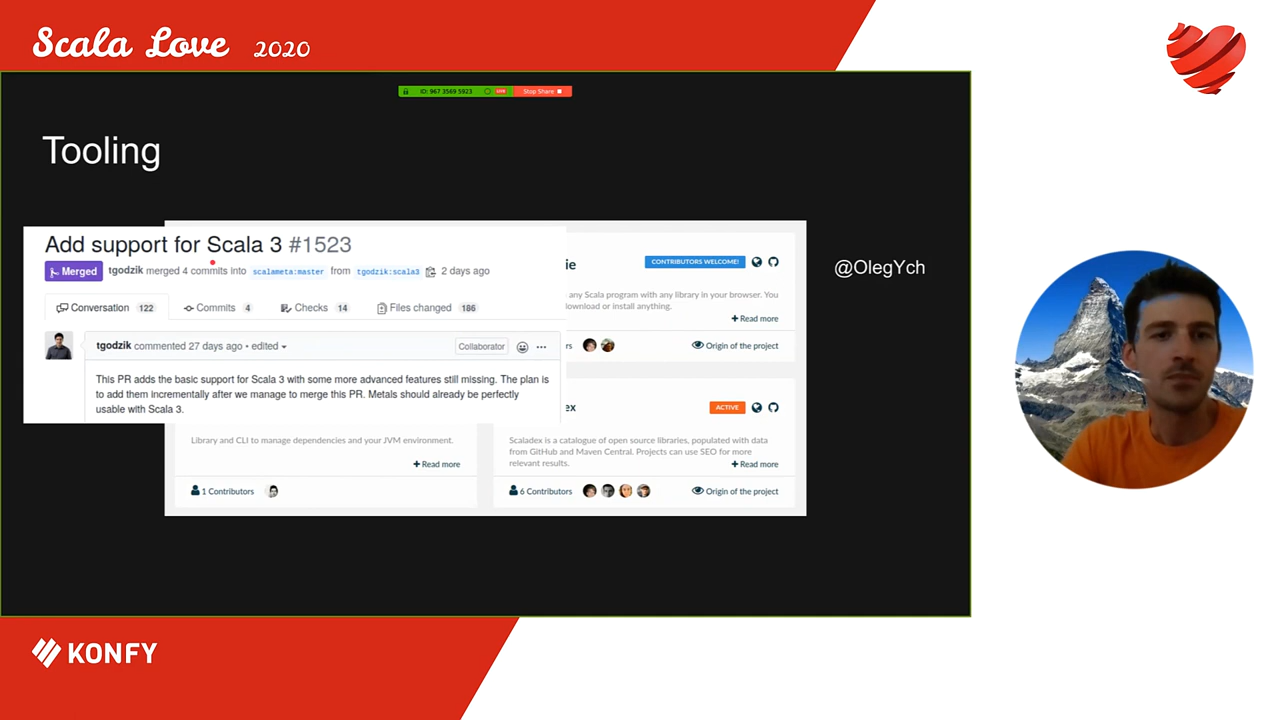 Scala Love 2020
ID: 967 3569 5923 LIVE Stop Share
Tooling
Add support for Scala 3 #1523
Merged tgodzik merged 4 commits into scalameta:master from tgodzik:scala3 2 days ago
Conversation 122 Commits 4 Checks 14 Files changed 186
tgodzik commented 27 days ago • edited Collaborator
This PR adds the basic support for Scala 3 with some more advanced features still missing. The plan is
to add them incrementally after we manage to merge this PR. Metals should already be perfectly
usable with Scala 3.
ie CONTRIBUTORS WELCOME!
any Scala program with any library in your browser. You
ownload or install anything.
+ Read more
rs Origin of the project
@OlegYch
ex ACTIVE
Library and CLI to manage dependencies and your JVM environment.
+ Read more
1 Contributors
Scaladex is a catalogue of open source libraries, populated with data
from GitHub and Maven Central. Projects can use SEO for more
relevant results.
+ Read more
6 Contributors Origin of the project
KONFY